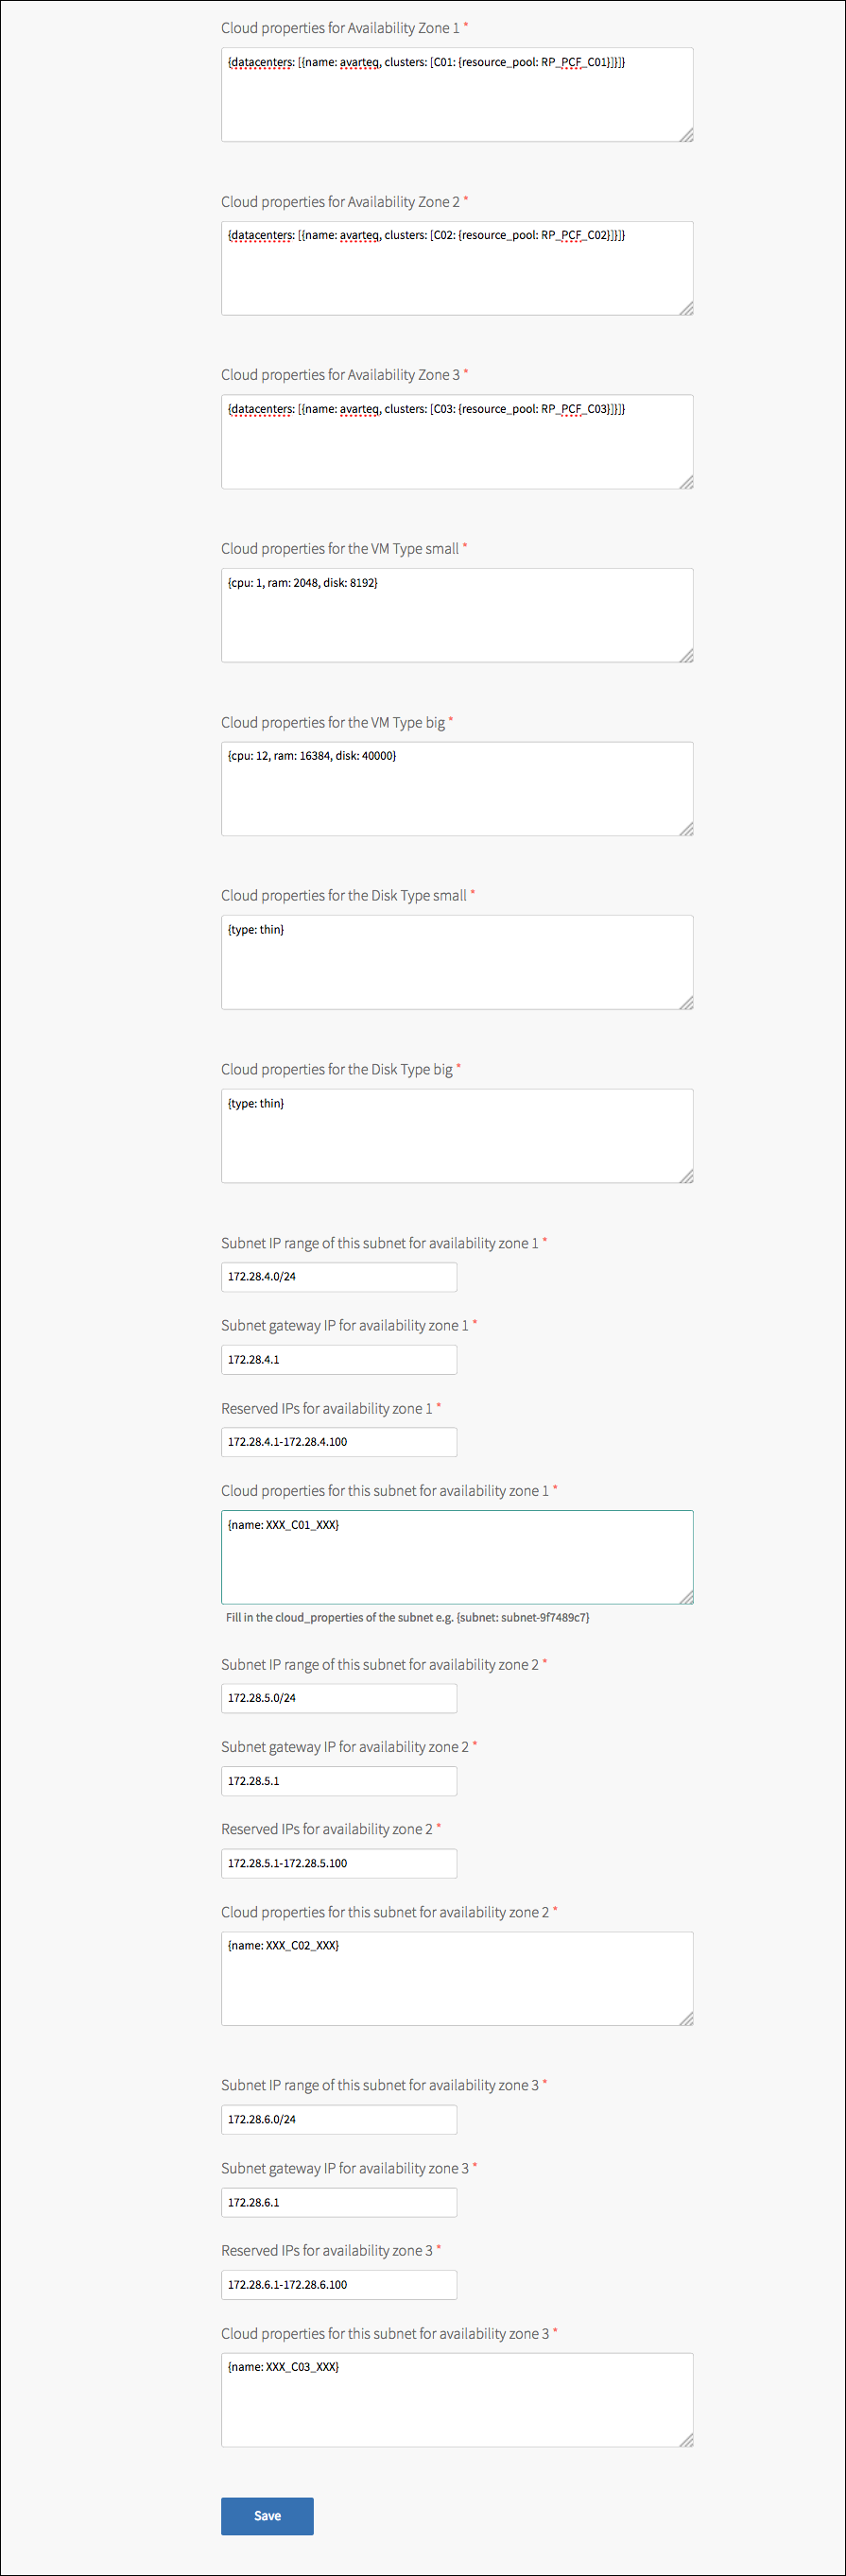 Cloud properties for Availability Zone 1 *
{datacenters: [{name: avarteq, clusters: [C01: {resource_pool: RP_PCF_C01}]}]}
Cloud properties for Availability Zone 2 *
{datacenters: [{name: avarteq, clusters: [C02: {resource_pool: RP_PCF_C02}]}]}
Cloud properties for Availability Zone 3 *
{datacenters: [{name: avarteq, clusters: [C03: {resource_pool: RP_PCF_C03}]}]}
Cloud properties for the VM Type small *
{cpu: 1, ram: 2048, disk: 8192}
Cloud properties for the VM Type big *
{cpu: 12, ram: 16384, disk: 40000}
Cloud properties for the Disk Type small *
{type: thin}
Cloud properties for the Disk Type big *
{type: thin}
Subnet IP range of this subnet for availability zone 1 *
172.28.4.0/24
Subnet gateway IP for availability zone 1 *
172.28.4.1
Reserved IPs for availability zone 1 *
172.28.4.1-172.28.4.100
Cloud properties for this subnet for availability zone 1 *
{name: XXX_C01_XXX}
Fill in the cloud_properties of the subnet e.g. {subnet: subnet-9f7489c7}
Subnet IP range of this subnet for availability zone 2 *
172.28.5.0/24
Subnet gateway IP for availability zone 2 *
172.28.5.1
Reserved IPs for availability zone 2 *
172.28.5.1-172.28.5.100
Cloud properties for this subnet for availability zone 2 *
{name: XXX_C02_XXX}
Subnet IP range of this subnet for availability zone 3 *
172.28.6.0/24
Subnet gateway IP for availability zone 3 *
172.28.6.1
Reserved IPs for availability zone 3 *
172.28.6.1-172.28.6.100
Cloud properties for this subnet for availability zone 3 *
{name: XXX_C03_XXX}
Save